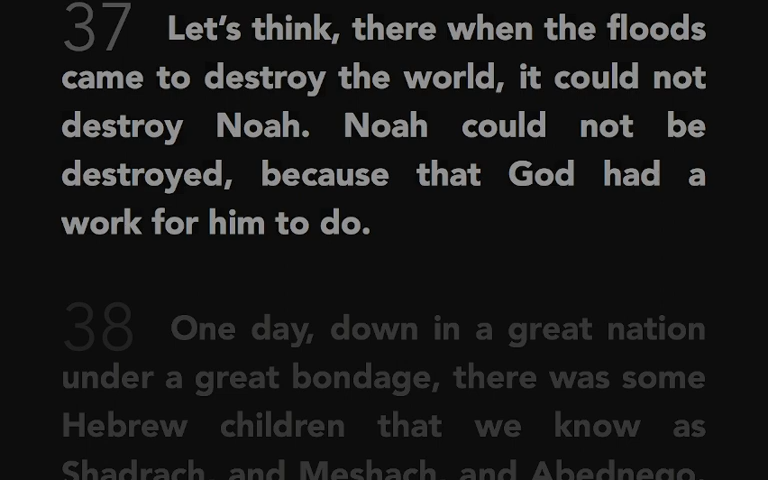 37 Let’s think, there when the floods
came to destroy the world, it could not
destroy Noah. Noah could not be
destroyed, because that God had a
work for him to do.
38 One day, down in a great nation
under a great bondage, there was some
Hebrew children that we know as
Shadrach, and Meshach, and Abednego.